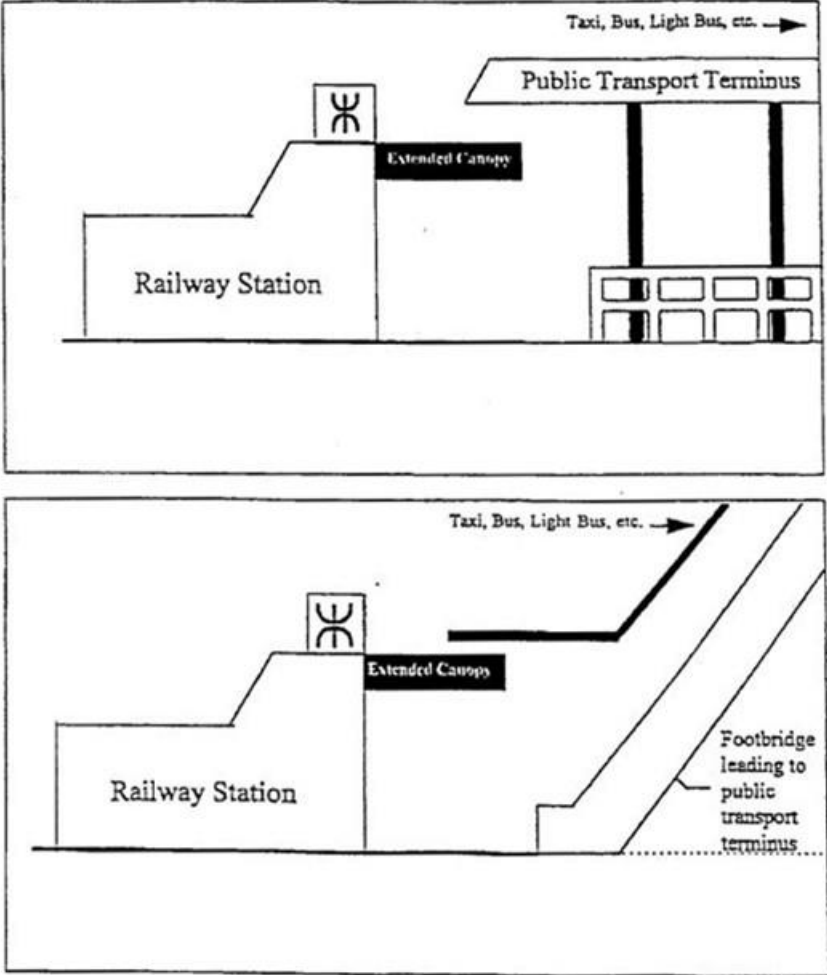 Taxi, Bus, Light Bus, etc.
Public Transport Terminus
Extended Canopy
Railway Station
Taxi, Bus, Light Bus, etc.
Extended Canopy
Railway Station
Footbridge
leading to
public
transport
terminus